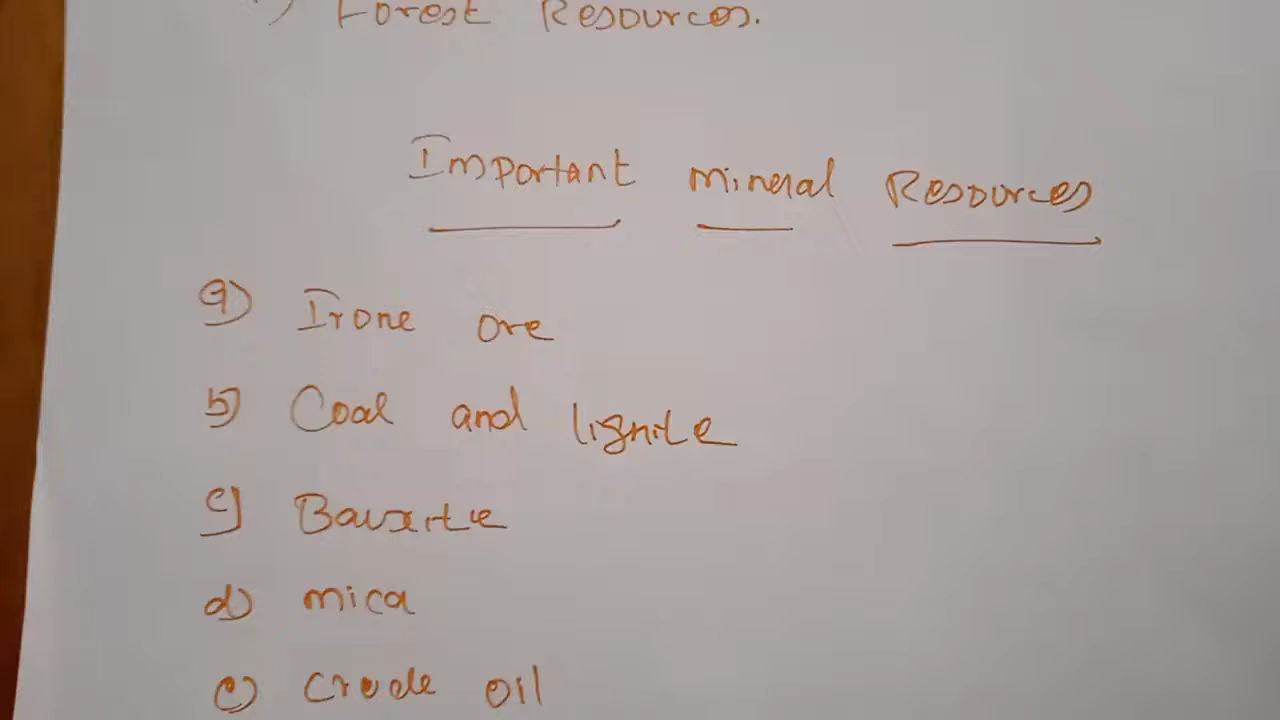 Forest Resources.
Important mineral Resources
a) Irone ore
b) Coal and lignite
c) Bauxite
d) mica
e) Crude oil